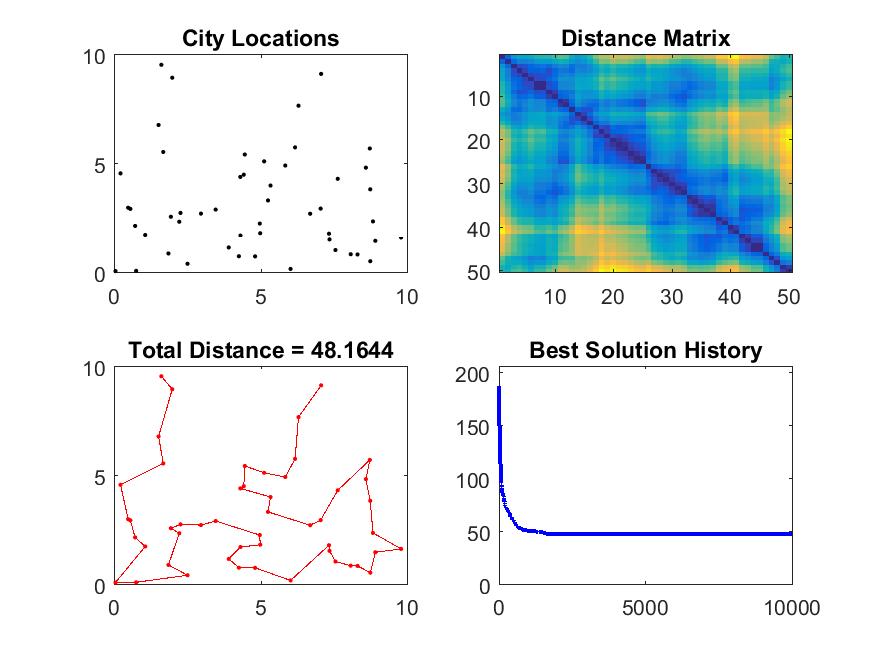 City Locations
10
5
0
0 5 10
Distance Matrix
10
20
30
40
50
10 20 30 40 50
Total Distance = 48.1644
10
5
0
0 5 10
Best Solution History
200
150
100
50
0
0 5000 10000